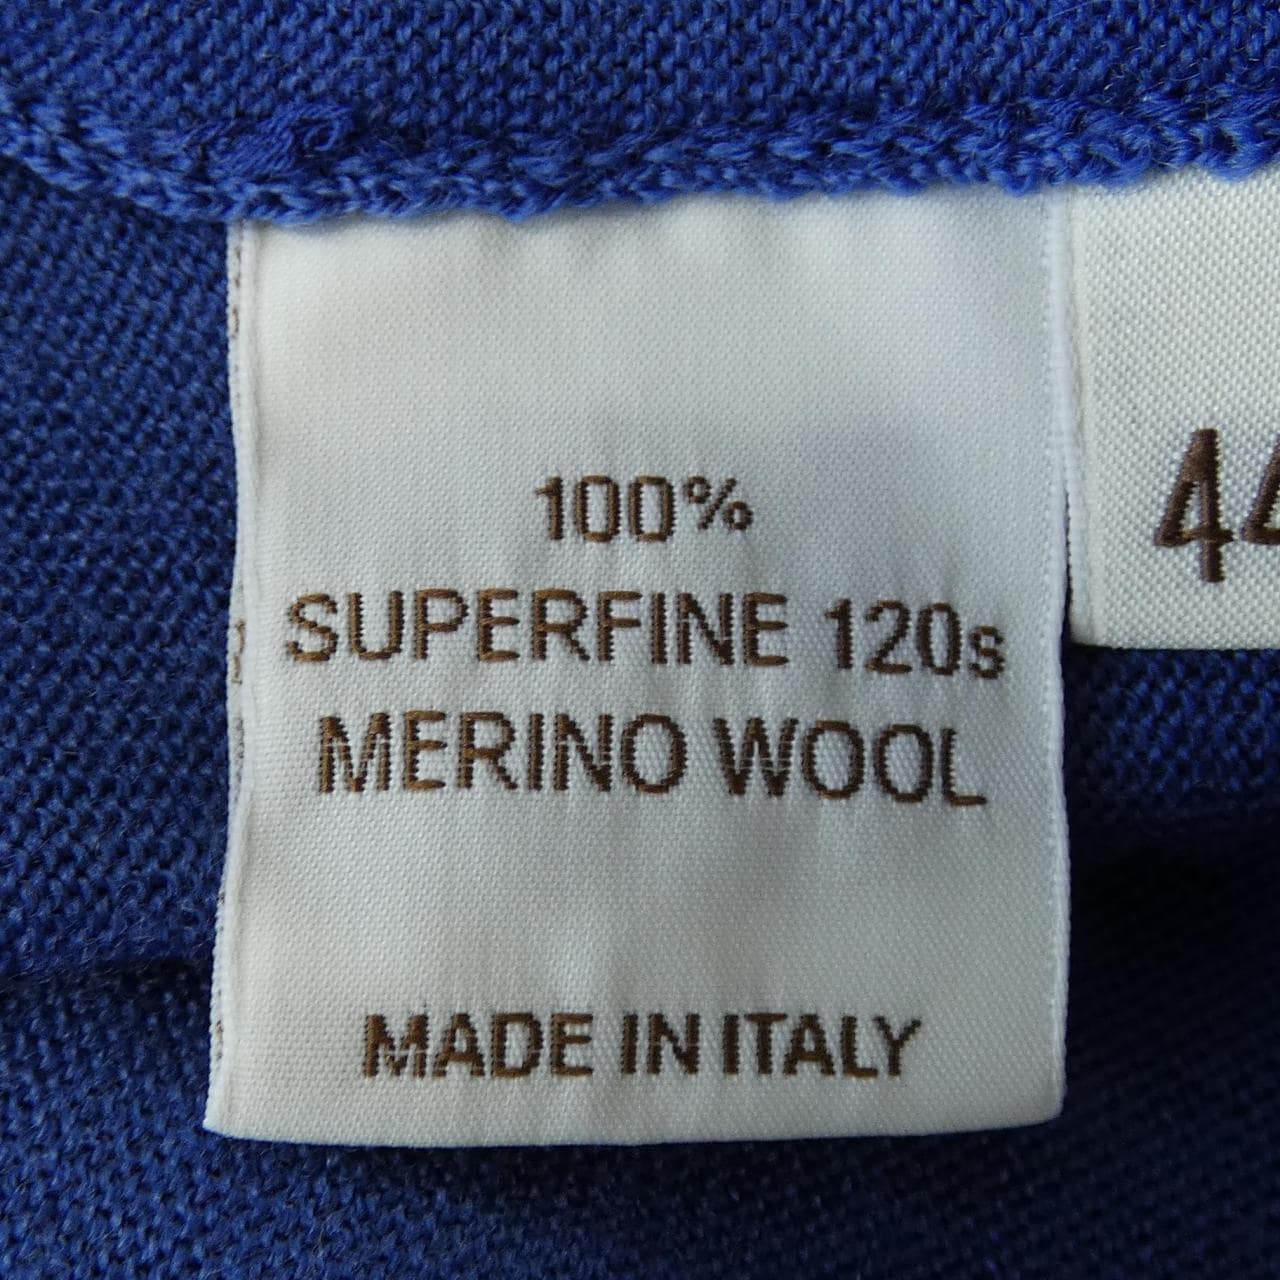 100%
SUPERFINE 120s
MERINO WOOL
MADE IN ITALY
44